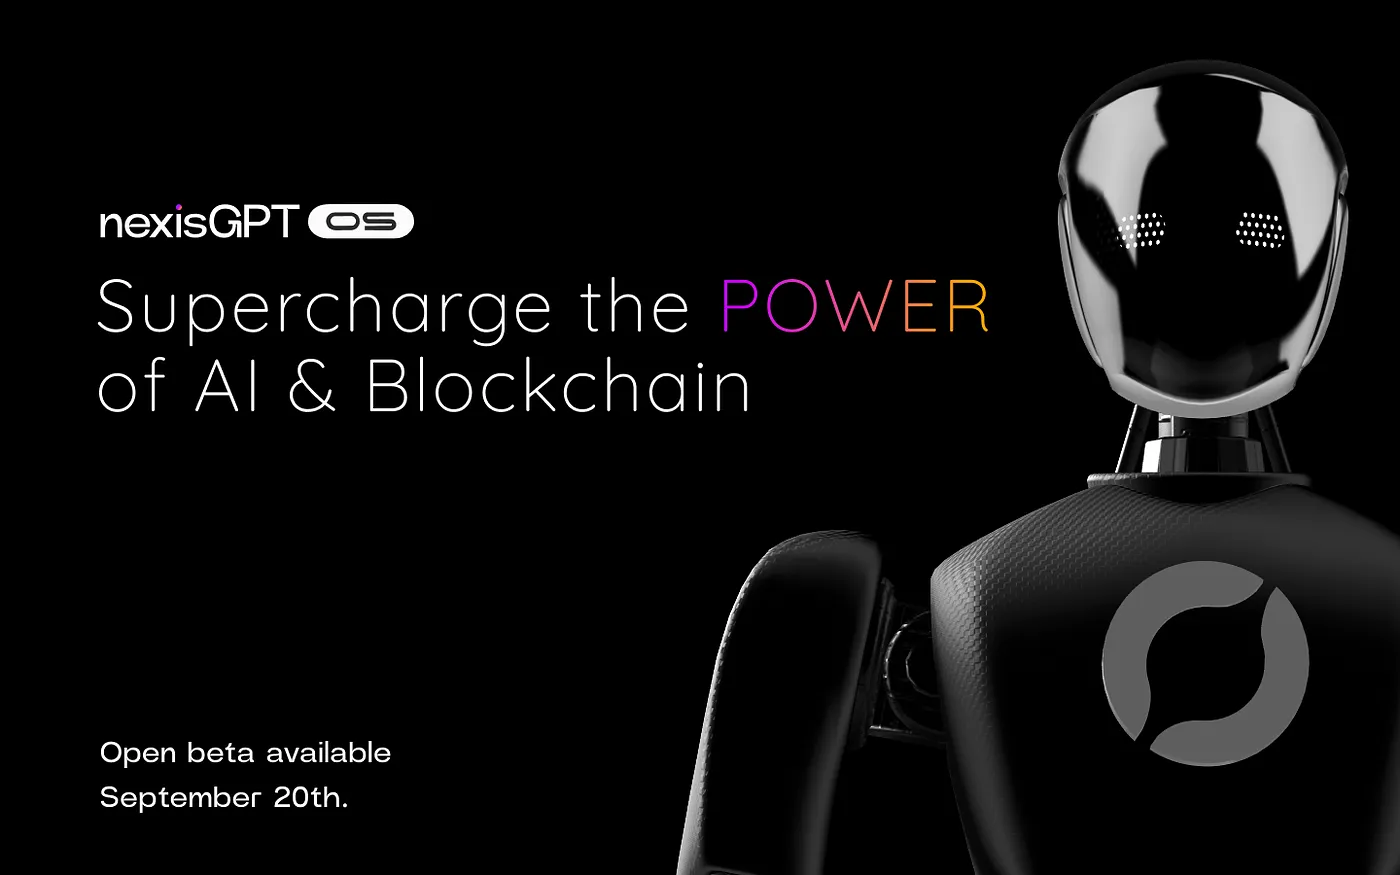 nexisGPT OS
Supercharge the POWER
of AI & Blockchain
Open beta available
September 20th.